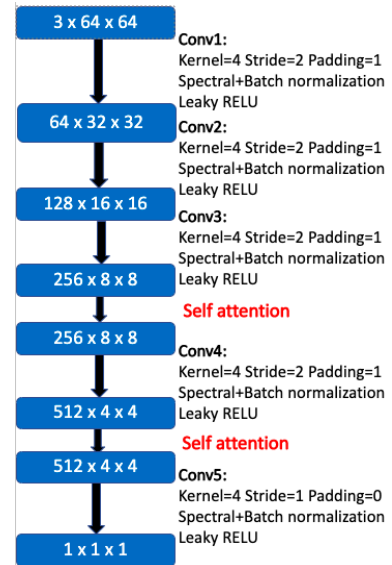 3 x 64 x 64
Conv1:
Kernel=4 Stride=2 Padding=1
Spectral+Batch normalization
Leaky RELU
64 x 32 x 32
Conv2:
Kernel=4 Stride=2 Padding=1
Spectral+Batch normalization
Leaky RELU
128 x 16 x 16
Conv3:
Kernel=4 Stride=2 Padding=1
Spectral+Batch normalization
Leaky RELU
256 x 8 x 8
Self attention
256 x 8 x 8
Conv4:
Kernel=4 Stride=2 Padding=1
Spectral+Batch normalization
Leaky RELU
512 x 4 x 4
Self attention
512 x 4 x 4
Conv5:
Kernel=4 Stride=1 Padding=0
Spectral+Batch normalization
Leaky RELU
1 x 1 x 1